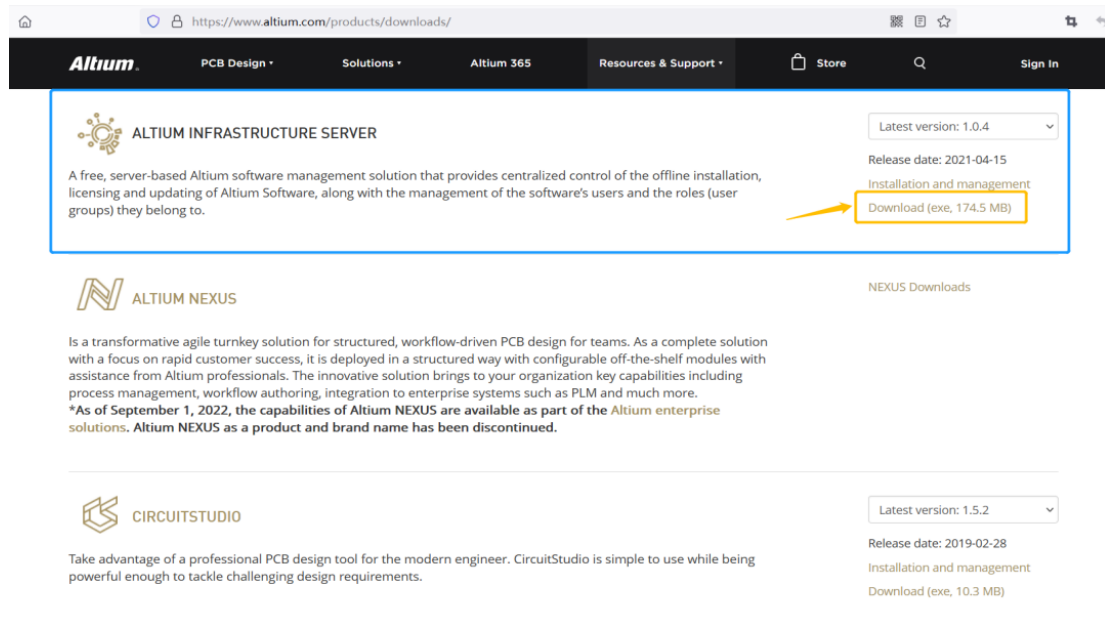 https://www.altium.com/products/downloads/
Altium.
PCB Design
Solutions
Altium 365
Resources & Support
Store
Sign In
ALTIUM INFRASTRUCTURE SERVER
A free, server-based Altium software management solution that provides centralized control of the offline installation,
licensing and updating of Altium Software, along with the management of the software's users and the roles (user
groups) they belong to.
Latest version: 1.0.4
Release date: 2021-04-15
Installation and management
Download (exe, 174.5 MB)
ALTIUM NEXUS
Is a transformative agile turnkey solution for structured, workflow-driven PCB design for teams. As a complete solution
with a focus on rapid customer success, it is deployed in a structured way with configurable off-the-shelf modules with
assistance from Altium professionals. The innovative solution brings to your organization key capabilities including
process management, workflow authoring, integration to enterprise systems such as PLM and much more.
*As of September 1, 2022, the capabilities of Altium NEXUS are available as part of the Altium enterprise
solutions. Altium NEXUS as a product and brand name has been discontinued.
NEXUS Downloads
CIRCUITSTUDIO
Take advantage of a professional PCB design tool for the modern engineer. CircuitStudio is simple to use while being
powerful enough to tackle challenging design requirements.
Latest version: 1.5.2
Release date: 2019-02-28
Installation and management
Download (exe, 10.3 MB)